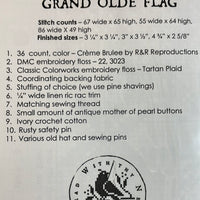 GRAND OLDE FLAG
Stitch counts – 67 wide x 65 high, 55 wide x 64 high,
86 wide X 49 high
Finished sizes – 3 ¾" x 3 ¼", 3" x 3 ½", 4 ¾" x 2 5/8"
1. 36 count, color – Crème Brulee by R&R Reproductions
2. DMC embroidery floss – 22, 3023
3. Classic Colorworks embroidery floss – Tartan Plaid
4. Coordinating backing fabric
5. Stuffing of choice (we use pine shavings)
6. ¼" wide linen ric rac trim
7. Matching sewing thread
8. Small amount of antique mother of pearl buttons
9. Ivory crochet cotton
10. Rusty safety pin
11. Various old hat and sewing pins
WITH THY